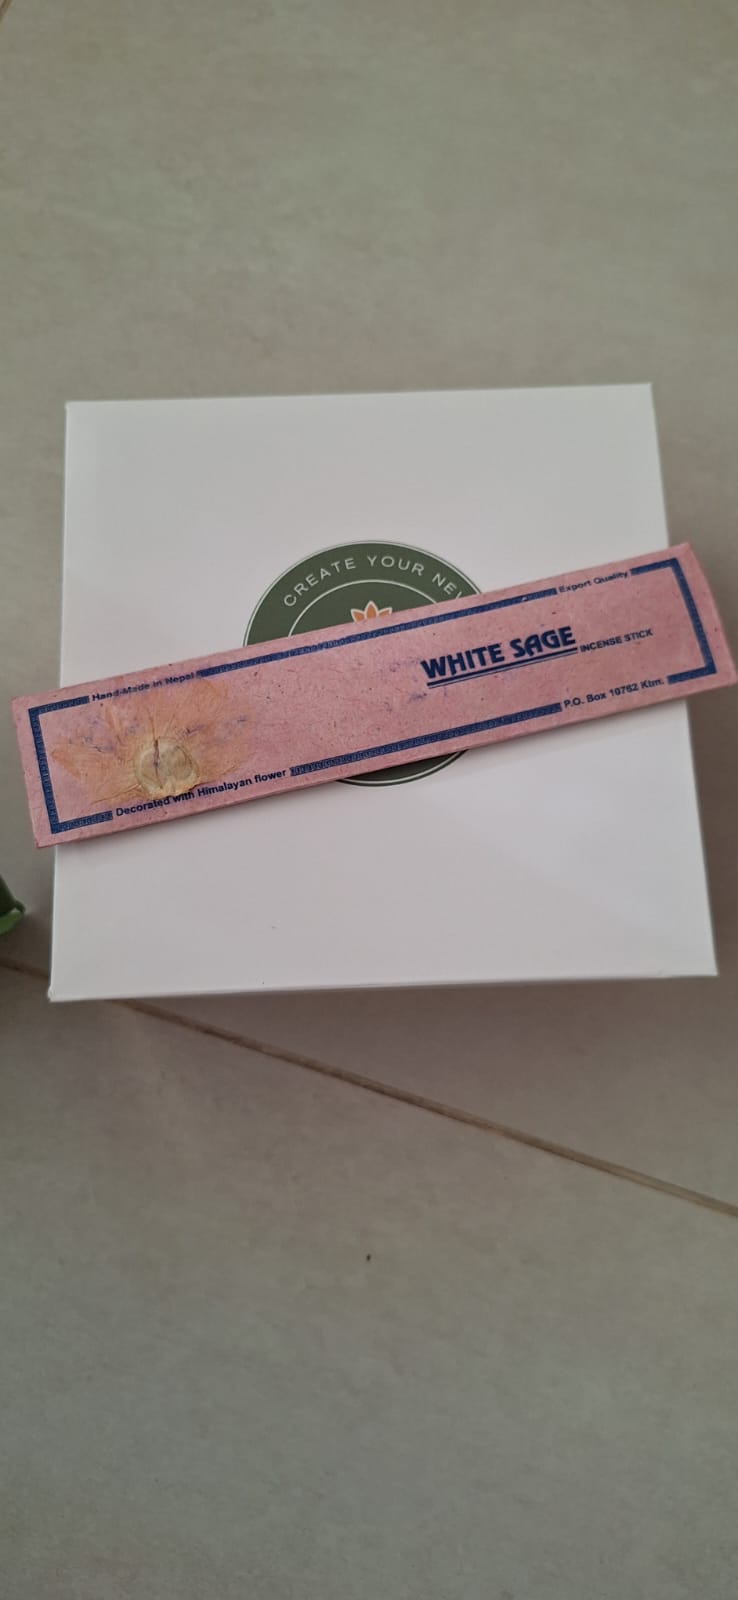 CREATE YOUR NEW
Hand-Made in Nepal
Export Quality
WHITE SAGE INCENSE STICK
Decorated with Himalayan flower
P.O. Box 10762 Ktm.